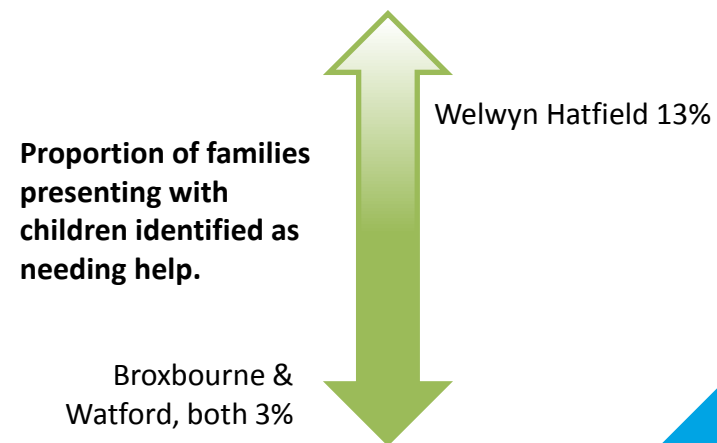 Welwyn Hatfield 13%
Proportion of families
presenting with
children identified as
needing help.
Broxbourne &
Watford, both 3%